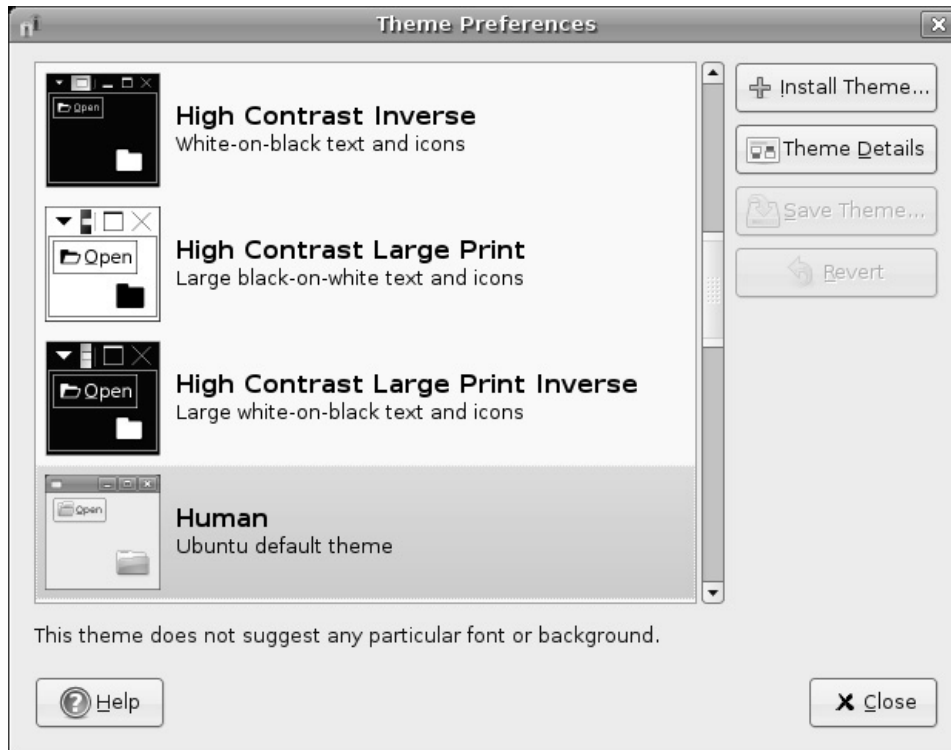 Theme Preferences
Open
High Contrast Inverse
White-on-black text and icons
Open
High Contrast Large Print
Large black-on-white text and icons
Open
High Contrast Large Print Inverse
Large white-on-black text and icons
Open
Human
Ubuntu default theme
Install Theme...
Theme Details
Save Theme...
Revert
This theme does not suggest any particular font or background.
Help
Close